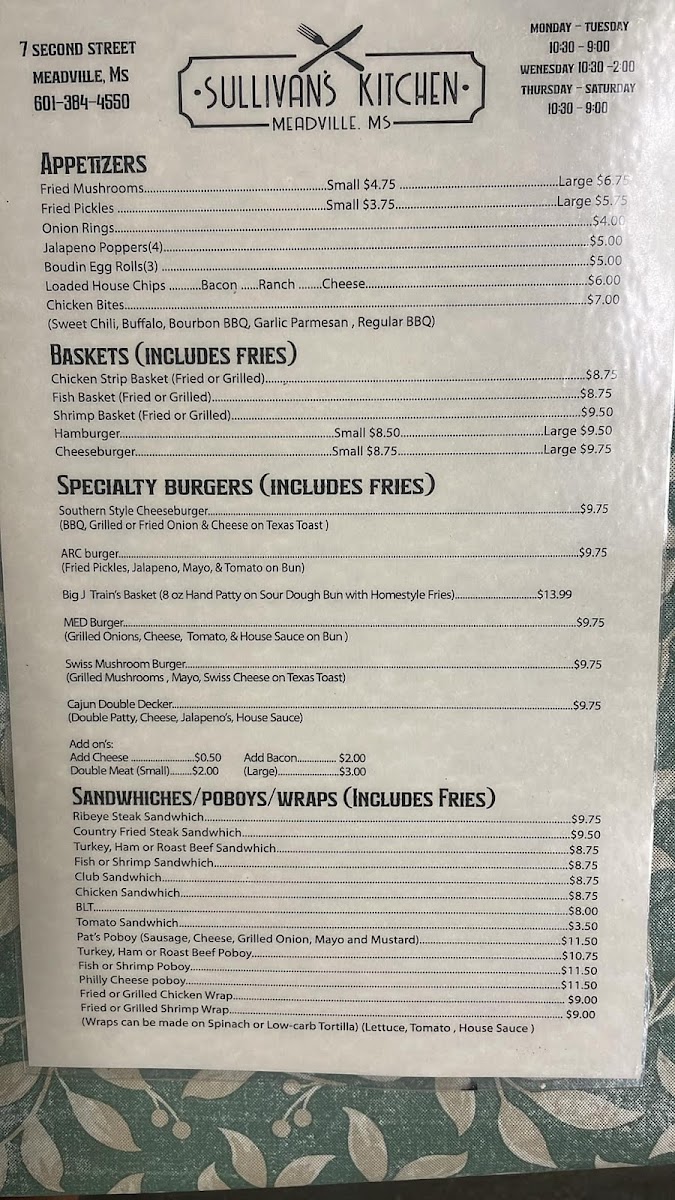 7 SECOND STREET
MEADVILLE, MS
601-384-4550
SULLIVAN'S KITCHEN
MEADVILLE. MS
MONDAY - TUESDAY
10:30 - 9:00
WENESDAY 10:30 -2:00
THURSDAY - SATURDAY
10:30 - 9:00
APPETIZERS
Fried Mushrooms......Small $4.75 ......Large $6.75
Fried Pickles ......Small $3.75......Large $5.75
Onion Rings......$4.00
Jalapeno Poppers(4)......$5.00
Boudin Egg Rolls(3) ......$5.00
Loaded House Chips ..........Bacon ......Ranch ........Cheese......$6.00
Chicken Bites......$7.00
(Sweet Chili, Buffalo, Bourbon BBQ, Garlic Parmesan , Regular BBQ)
BASKETS (INCLUDES FRIES)
Chicken Strip Basket (Fried or Grilled)......$8.75
Fish Basket (Fried or Grilled)......$8.75
Shrimp Basket (Fried or Grilled)......$9.50
Hamburger......Small $8.50......Large $9.50
Cheeseburger......Small $8.75......Large $9.75
SPECIALTY BURGERS (INCLUDES FRIES)
Southern Style Cheeseburger......$9.75
(BBQ, Grilled or Fried Onion & Cheese on Texas Toast )
ARC burger......$9.75
(Fried Pickles, Jalapeno, Mayo, & Tomato on Bun)
Big J Train's Basket (8 oz Hand Patty on Sour Dough Bun with Homestyle Fries)......$13.99
MED Burger......$9.75
(Grilled Onions, Cheese, Tomato, & House Sauce on Bun )
Swiss Mushroom Burger......$9.75
(Grilled Mushrooms , Mayo, Swiss Cheese on Texas Toast)
Cajun Double Decker......$9.75
(Double Patty, Cheese, Jalapeno's, House Sauce)
Add on's:
Add Cheese ......$0.50 Add Bacon...... $2.00
Double Meat (Small)......$2.00 (Large)......$3.00
SANDWHICHES/POBOYS/WRAPS (INCLUDES FRIES)
Ribeye Steak Sandwhich......$9.75
Country Fried Steak Sandwhich......$9.50
Turkey, Ham or Roast Beef Sandwhich......$8.75
Fish or Shrimp Sandwhich......$8.75
Club Sandwhich......$8.75
Chicken Sandwhich......$8.75
BLT......$8.00
Tomato Sandwhich......$3.50
Pat's Poboy (Sausage, Cheese, Grilled Onion, Mayo and Mustard)......$11.50
Turkey, Ham or Roast Beef Poboy......$10.75
Fish or Shrimp Poboy......$11.50
Philly Cheese poboy......$11.50
Fried or Grilled Chicken Wrap...... $9.00
Fried or Grilled Shrimp Wrap...... $9.00
(Wraps can be made on Spinach or Low-carb Tortilla) (Lettuce, Tomato , House Sauce )